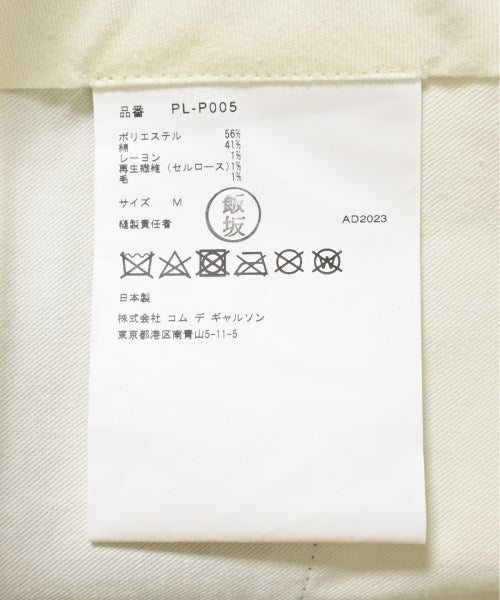 品番 PL-P005
ポリエステル 56%
綿 41%
レーヨン 1%
再生繊維(セルロース)1%
毛 1%
サイズ M
縫製責任者 飯坂 AD2023
日本製
株式会社 コム デ ギャルソン
東京都港区南青山5-11-5